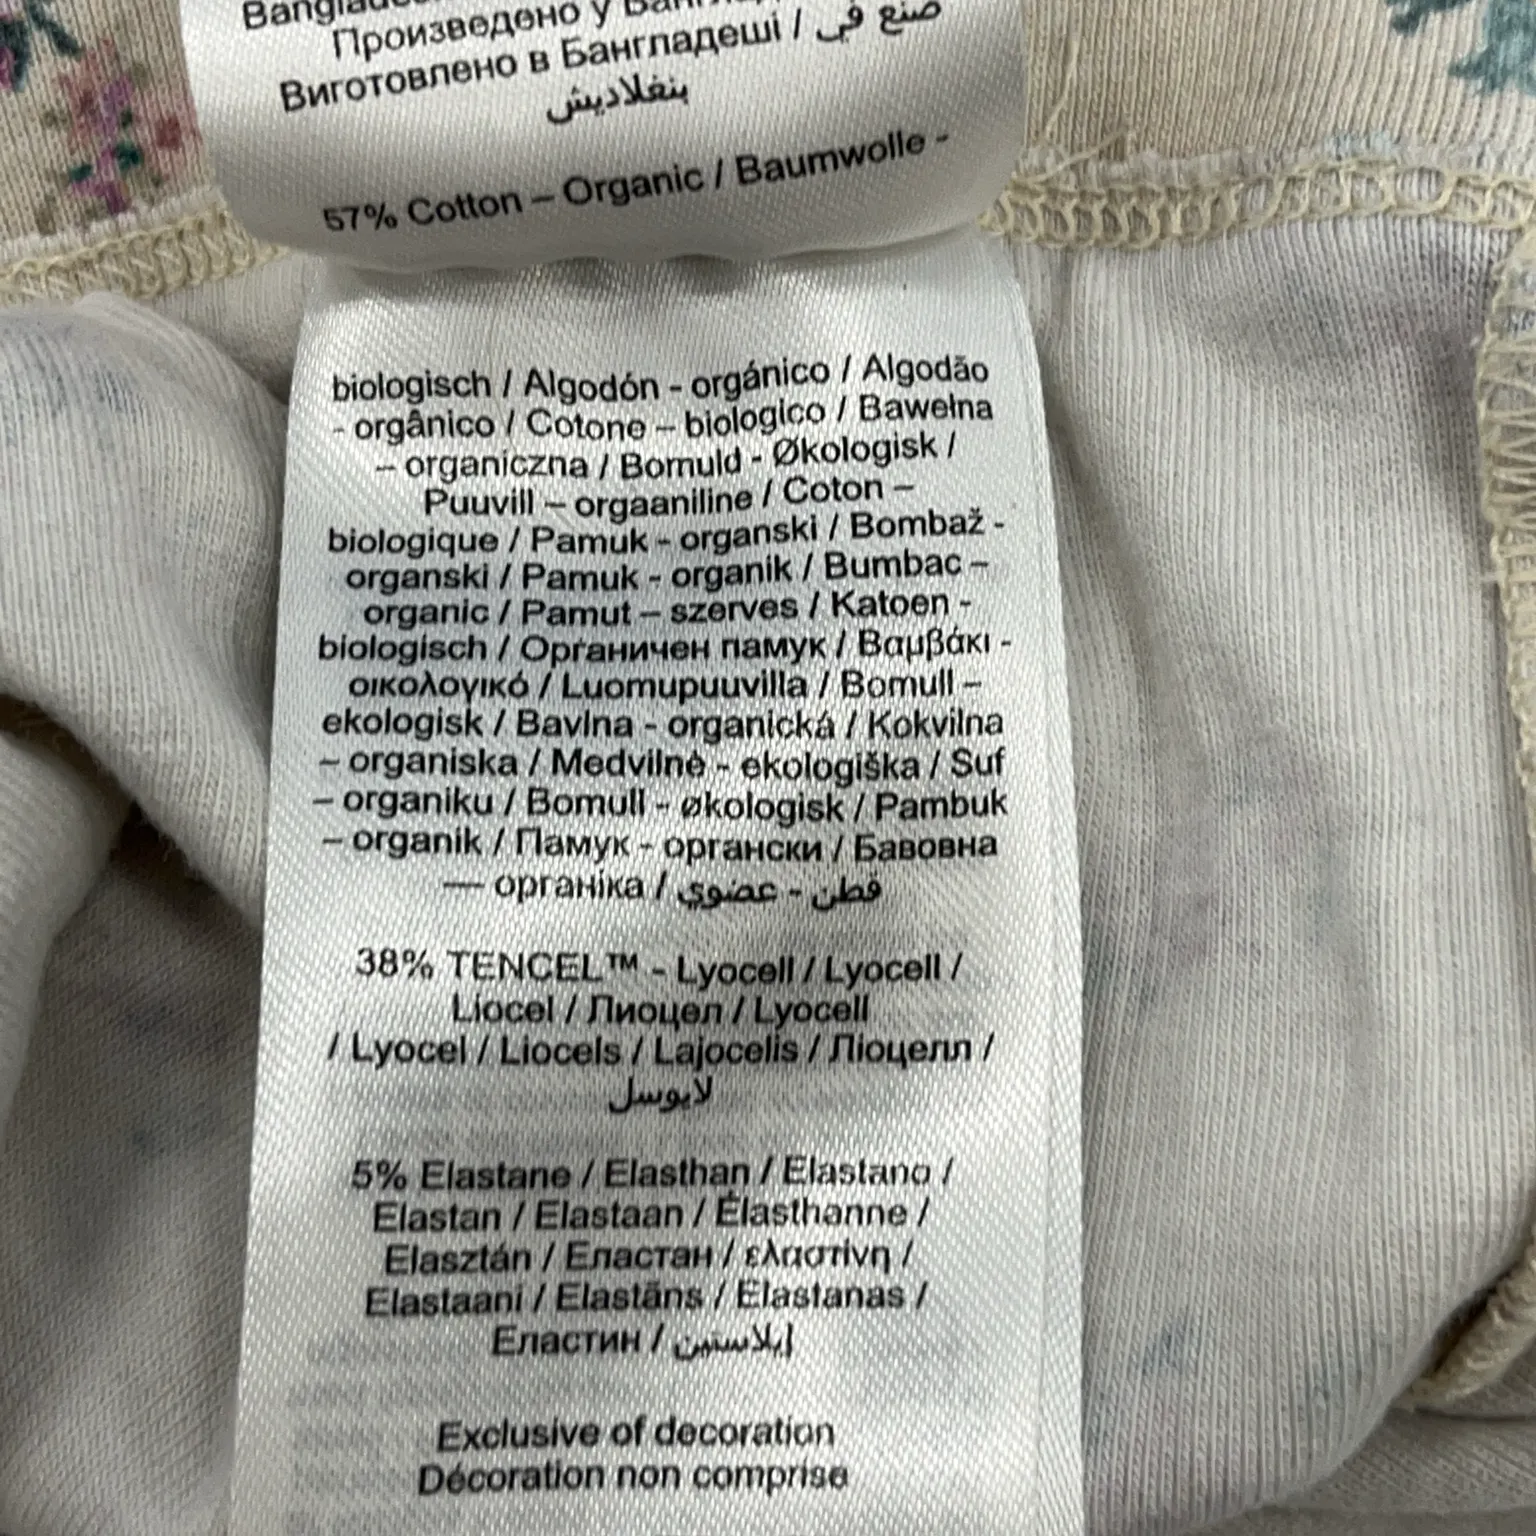 Произведено у
Виготовлено в Бангладеші / صنع في
بنغلاديش
57% Cotton – Organic / Baumwolle -
biologisch / Algodón - orgánico / Algodão
- orgânico / Cotone – biologico / Bawełna
– organiczna / Bomuld - Økologisk /
Puuvill – orgaaniline / Coton –
biologique / Pamuk - organski / Bombaž -
organski / Pamuk - organik / Bumbac –
organic / Pamut – szerves / Katoen -
biologisch / Органичен памук / Βαμβάκι -
οικολογικό / Luomupuuvilla / Bomull –
ekologisk / Bavlna - organická / Kokvilna
– organiska / Medvilnė - ekologiška / Suf
– organiku / Bomull - økologisk / Pambuk
– organik / Памук - органски / Бавовна
— органіка / قطن - عضوي
38% TENCEL™ - Lyocell / Lyocell /
Liocel / Лиоцел / Lyocell
/ Lyocel / Liocels / Lajocelis / Ліоцелл /
لايوسل
5% Elastane / Elasthan / Elastano /
Elastan / Elastaan / Élasthanne /
Elasztán / Еластан / ελαστίνη /
Elastaani / Elastāns / Elastanas /
Еластин / إيلاستين
Exclusive of decoration
Décoration non comprise